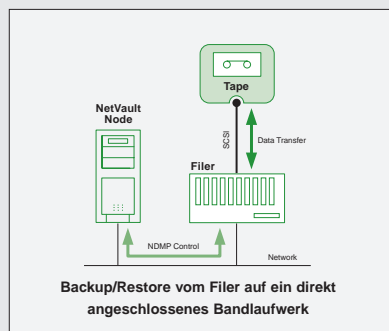 Tape
NetVault
Node
SCSI
Data Transfer
Filer
NDMP Control
Network
Backup/Restore vom Filer auf ein direkt
angeschlossenes Bandlaufwerk